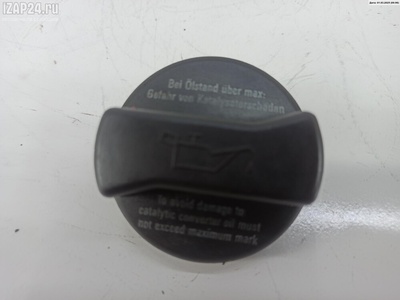 IZAP24.ru
Bei Ölstand über max:
Gefahr von Katalysatorschäden
To avoid damage to
catalytic converter oil must
not exceed maximum mark